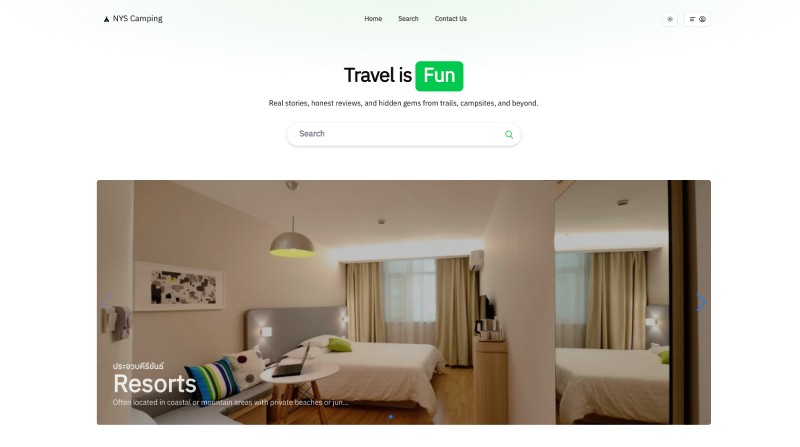 NYS Camping
Home Search Contact Us
Travel is Fun
Real stories, honest reviews, and hidden gems from trails, campsites, and beyond.
Search
ประจวบคีรีขันธ์
Resorts
Often located in coastal or mountain areas with private beaches or jun...